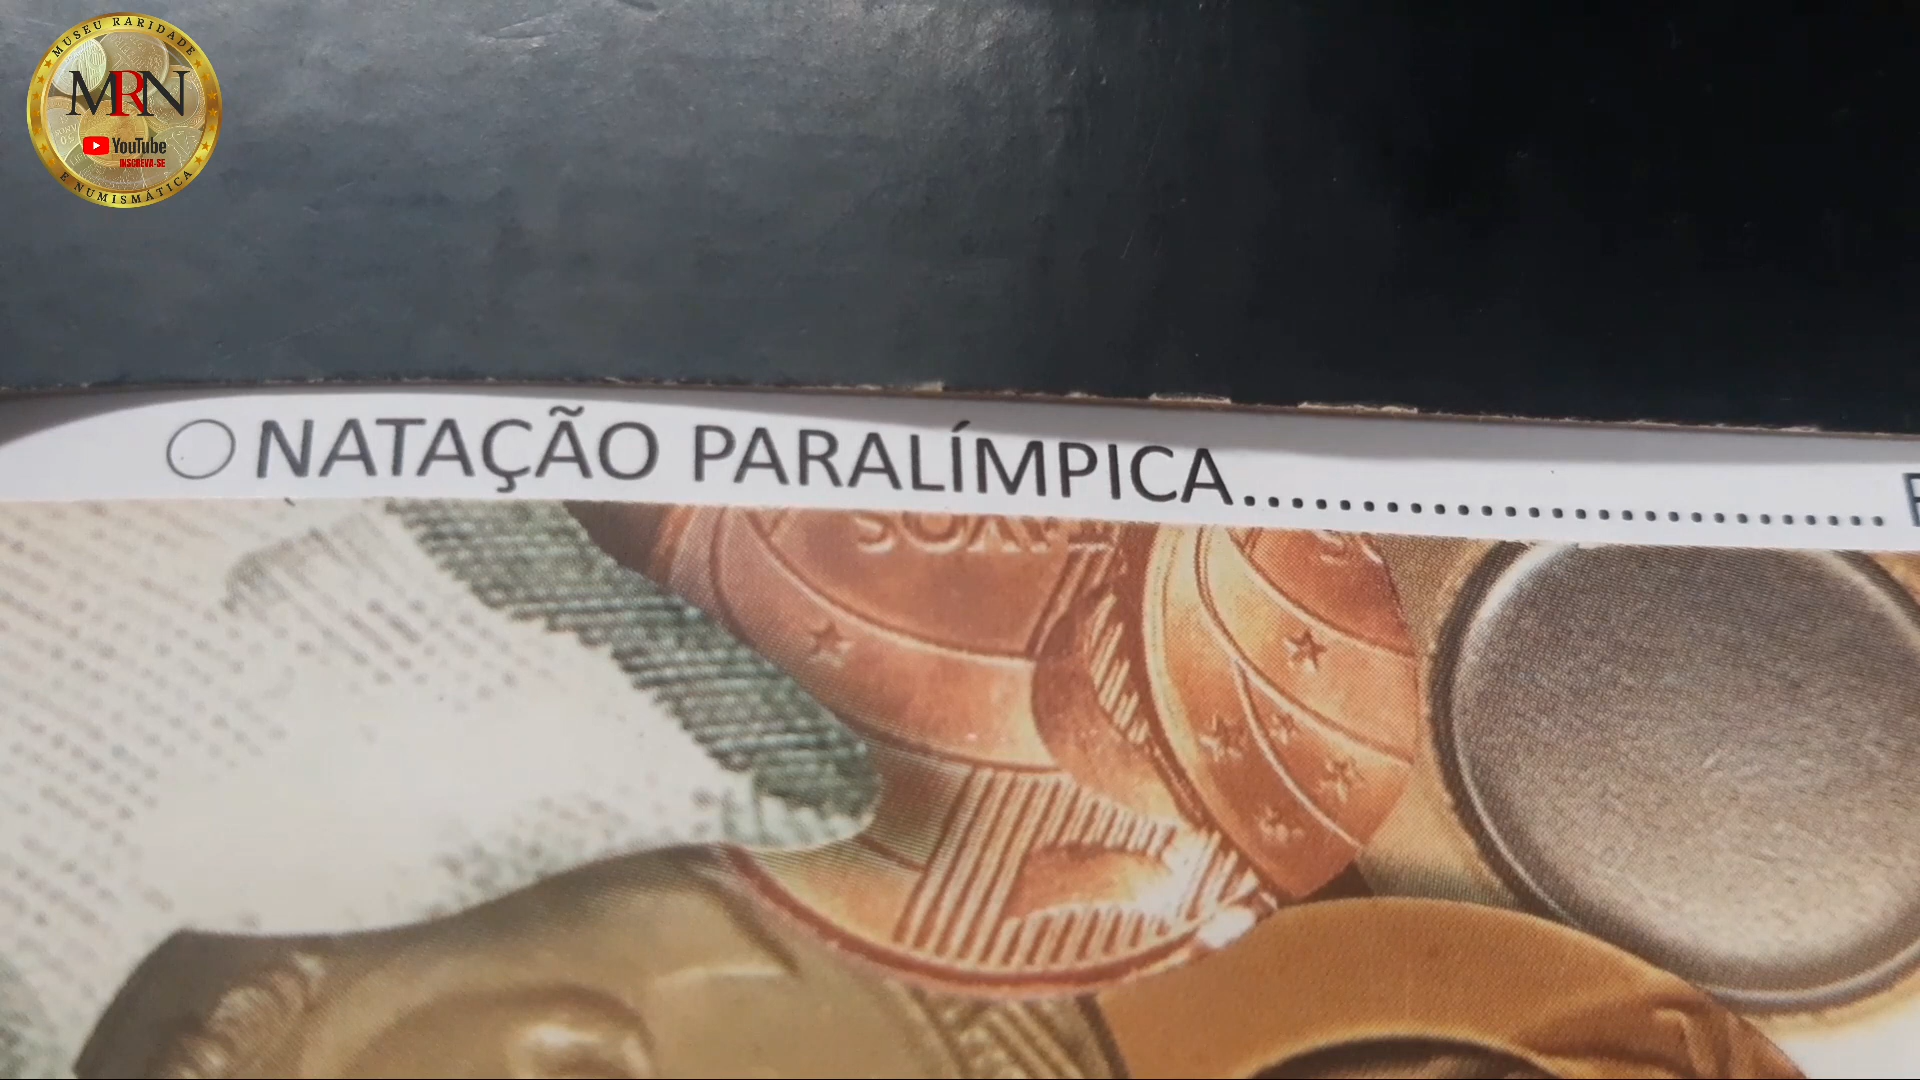 MUSEU RARIDADE
MRN
YouTube
INSCREVA-SE
E NUMISMÁTICA
NATAÇÃO PARALÍMPICA..............................